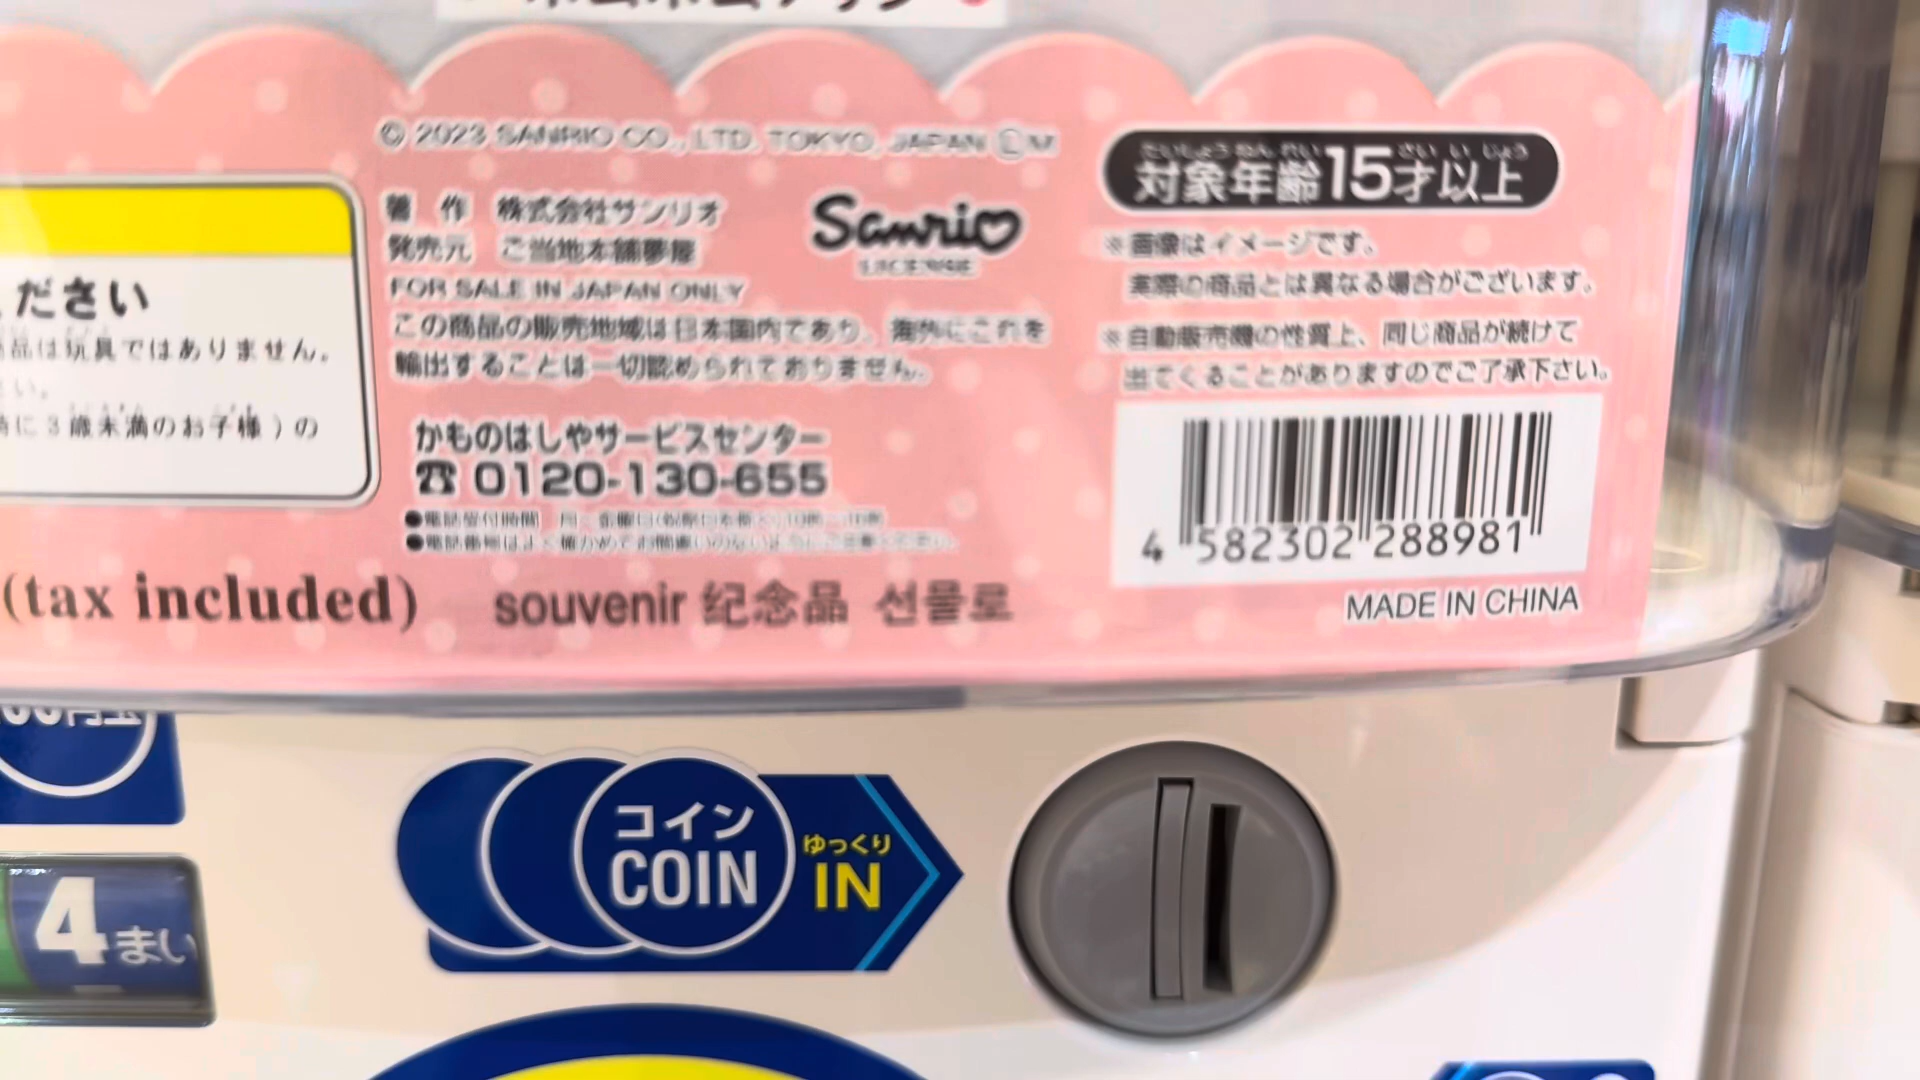 © 2023 SANRIO CO., LTD. TOKYO, JAPAN Ⓛ M
著 作 株式会社サンリオ
発売元 ご当地本舗夢屋
Sanrio
LICENSE
FOR SALE IN JAPAN ONLY
この商品の販売地域は日本国内であり、海外にこれを
輸出することは一切認められておりません。
かものはしやサービスセンター
☎ 0120-130-655
たいしょうねんれい さい い じょう
対象年齢15才以上
※画像はイメージです。
実際の商品とは異なる場合がございます。
※自動販売機の性質上、同じ商品が続けて
出てくることがありますのでご了承下さい。
4 582302 288981
MADE IN CHINA
ださい
品は玩具ではありません。
さい。
に3歳未満のお子様)の
(tax included)
souvenir 纪念品 선물로
コイン
COIN
ゆっくり
IN
4まい